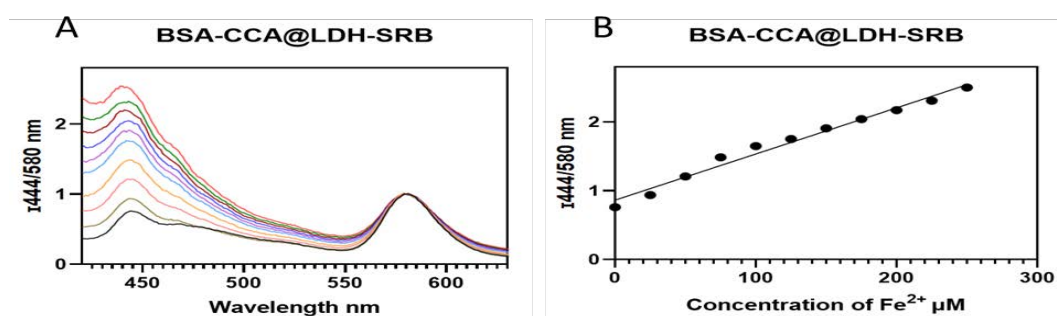 A
BSA-CCA@LDH-SRB
I444/580 nm
2
1
0
450
500
550
600
Wavelength nm
B
BSA-CCA@LDH-SRB
I444/580 nm
2
1
0
0
100
200
300
Concentration of Fe²⁺ µM